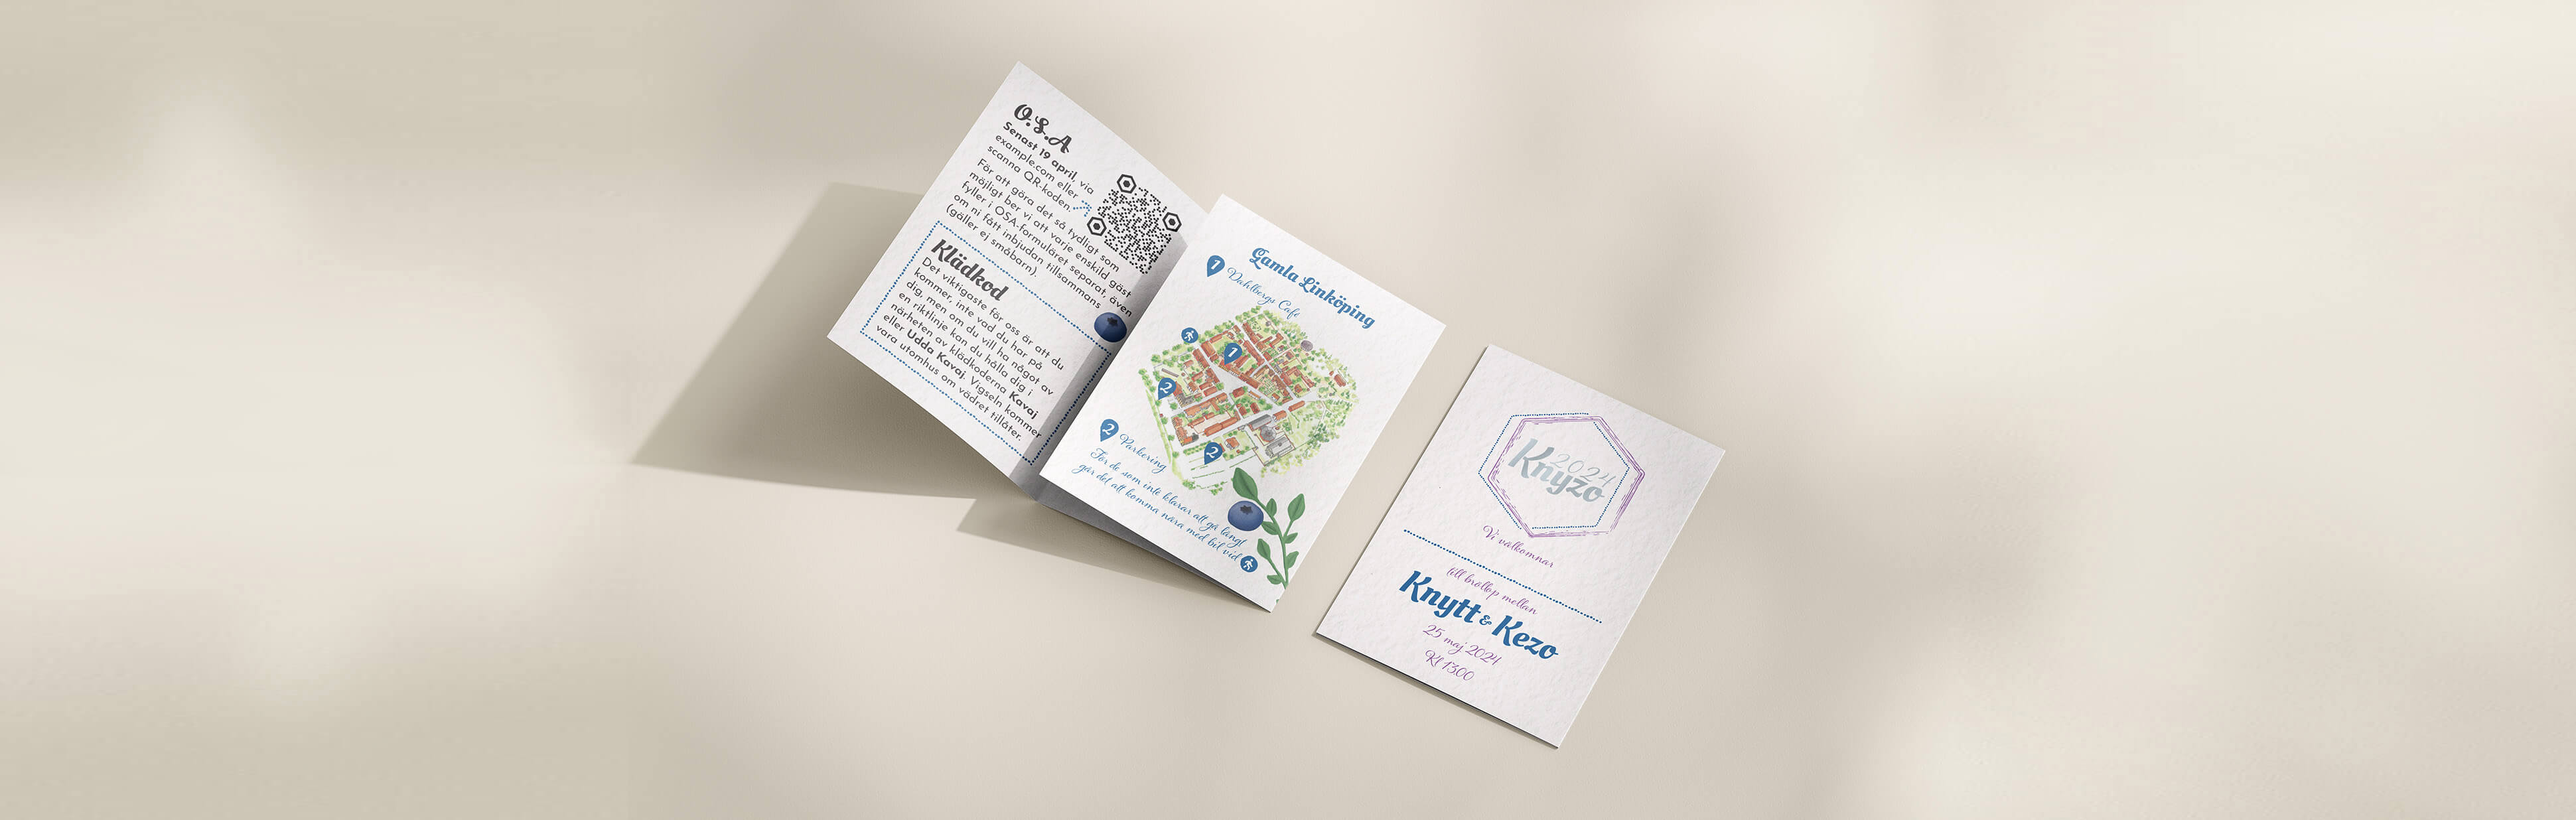 O.S.A
Senast 19 april, via
example.com eller
scanna QR-koden.
För att göra det så tydligt som
möjligt ber vi att varje enskild gäst
fyller i OSA-formuläret separat, även
om ni fått inbjudan tillsammans
(gäller ej småbarn)
Klädkod
Det viktigaste för oss är att du
kommer, inte vad du har på
dig, men om du vill ha något av
en riktlinje kan du hålla dig i
närheten av klädkoderna Kavaj
eller Udda Kavaj. Vigseln kommer
vara utomhus om vädret tillåter.
Gamla Linköping
1 Dahlbergs Café
1
2
2
2 Parkering
För de som inte klarar att gå långt
går det att komma nära med bil vid
2024
Knyzo
Vi välkomnar
till bröllop mellan
Knytt & Kezo
25 maj 2024
Kl 13.00